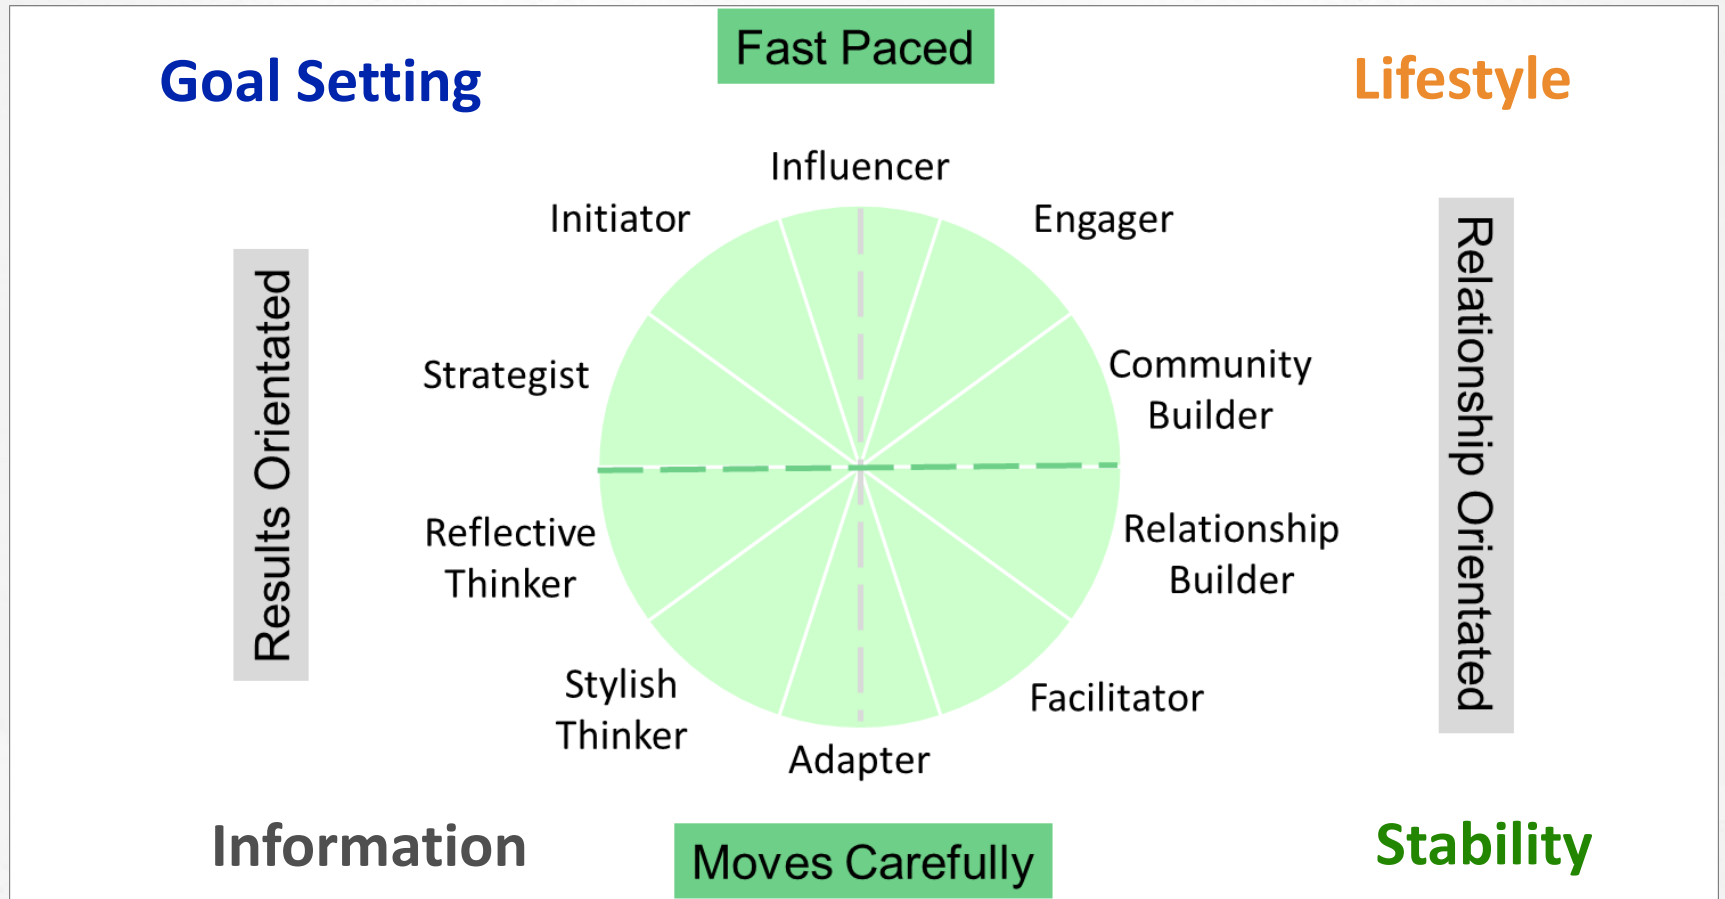 Fast Paced
Goal Setting
Lifestyle
Influencer
Initiator
Engager
Results Orientated
Relationship Orientated
Strategist
Community
Builder
Reflective
Thinker
Relationship
Builder
Stylish
Thinker
Facilitator
Adapter
Information
Moves Carefully
Stability